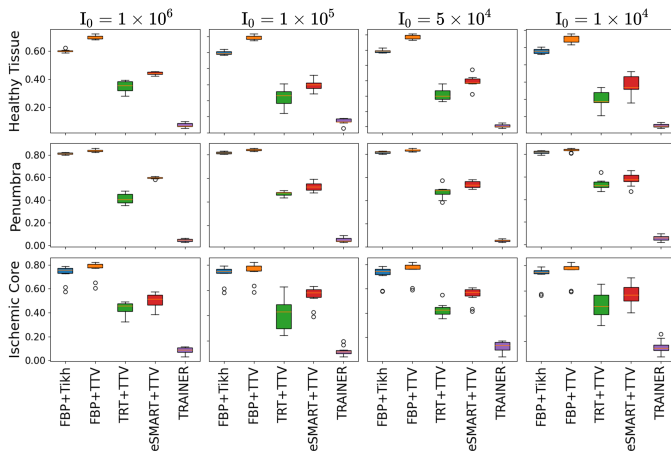 I₀ = 1 × 10⁶ I₀ = 1 × 10⁵ I₀ = 5 × 10⁴ I₀ = 1 × 10⁴
Healthy Tissue
0.60
0.40
0.20
Penumbra
0.80
0.60
0.40
0.20
0.00
Ischemic Core
0.80
0.60
0.40
0.20
0.00
FBP+Tikh FBP+TTV TRT+TTV eSMART+TTV TRAINER FBP+Tikh FBP+TTV TRT+TTV eSMART+TTV TRAINER FBP+Tikh FBP+TTV TRT+TTV eSMART+TTV TRAINER FBP+Tikh FBP+TTV TRT+TTV eSMART+TTV TRAINER